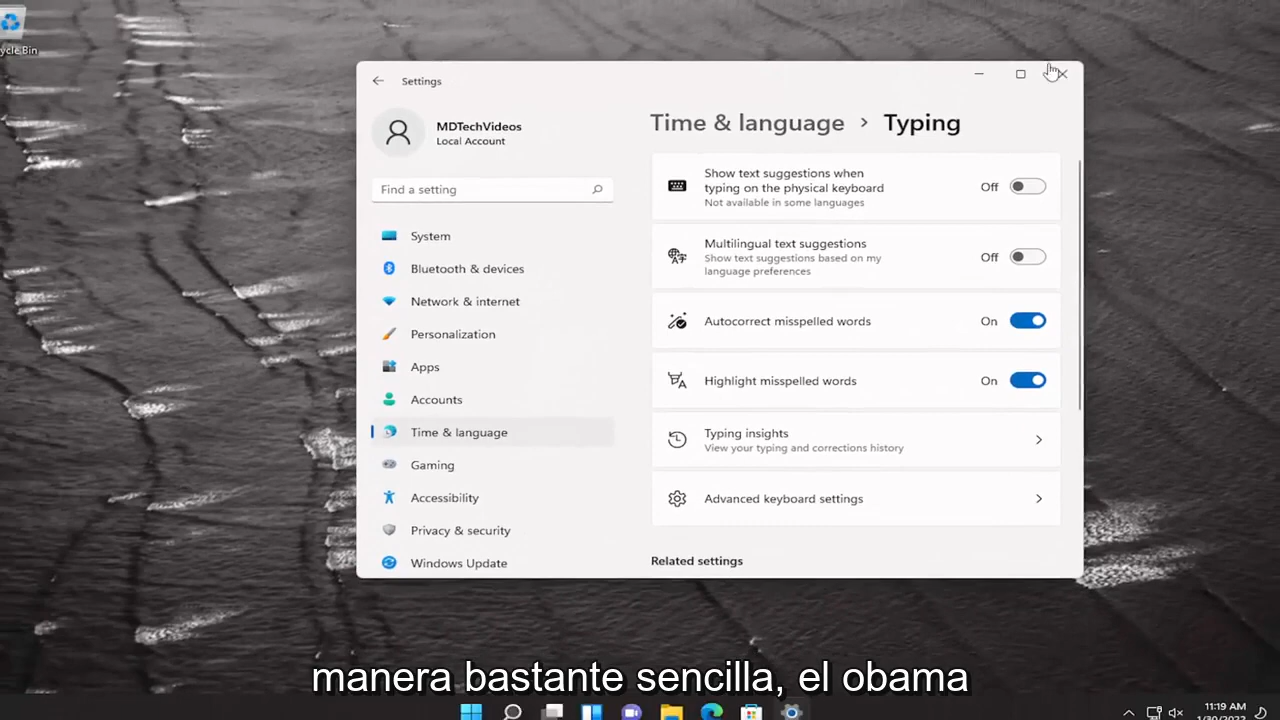 ycle Bin
Settings
MDTechVideos
Local Account
Find a setting
System
Bluetooth & devices
Network & internet
Personalization
Apps
Accounts
Time & language
Gaming
Accessibility
Privacy & security
Windows Update
Time & language > Typing
Show text suggestions when
typing on the physical keyboard
Not available in some languages
Off
Multilingual text suggestions
Show text suggestions based on my
language preferences
Off
Autocorrect misspelled words
On
Highlight misspelled words
On
Typing insights
View your typing and corrections history
Advanced keyboard settings
Related settings
manera bastante sencilla, el obama
11:19 AM